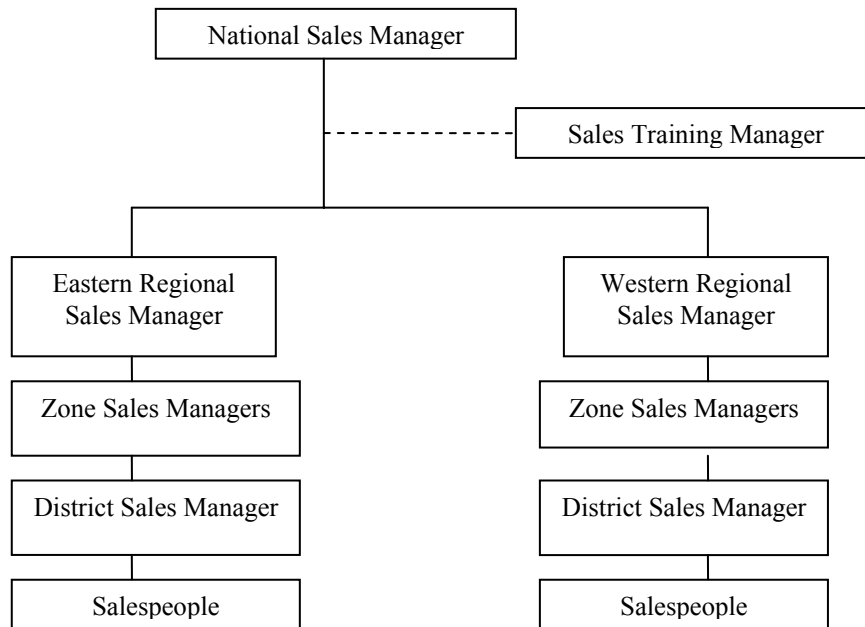 National Sales Manager
Sales Training Manager
Eastern Regional
Sales Manager
Western Regional
Sales Manager
Zone Sales Managers
Zone Sales Managers
District Sales Manager
District Sales Manager
Salespeople
Salespeople